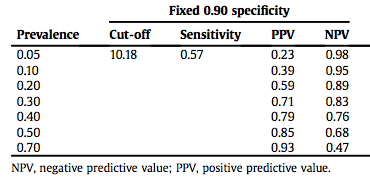 Fixed 0.90 specificity
Prevalence Cut-off Sensitivity PPV NPV
0.05 10.18 0.57 0.23 0.98
0.10 0.39 0.95
0.20 0.59 0.89
0.30 0.71 0.83
0.40 0.79 0.76
0.50 0.85 0.68
0.70 0.93 0.47
NPV, negative predictive value; PPV, positive predictive value.